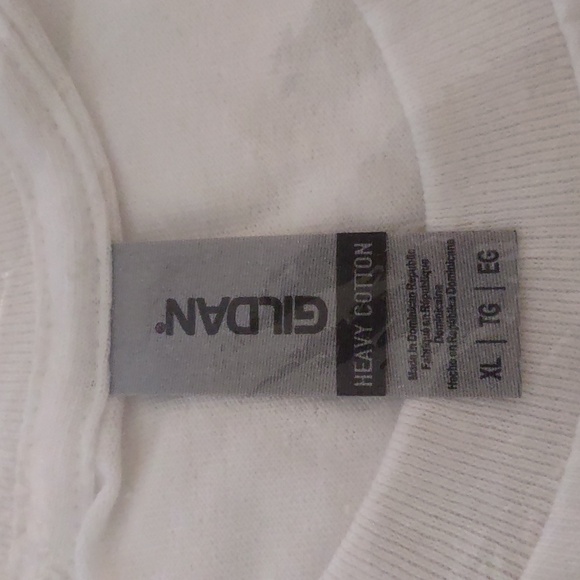 GILDAN®
HEAVY COTTON
Made in Dominican Republic
Fabriqué en République
Dominicaine
Hecho en República Dominicana
XL | TG | EG